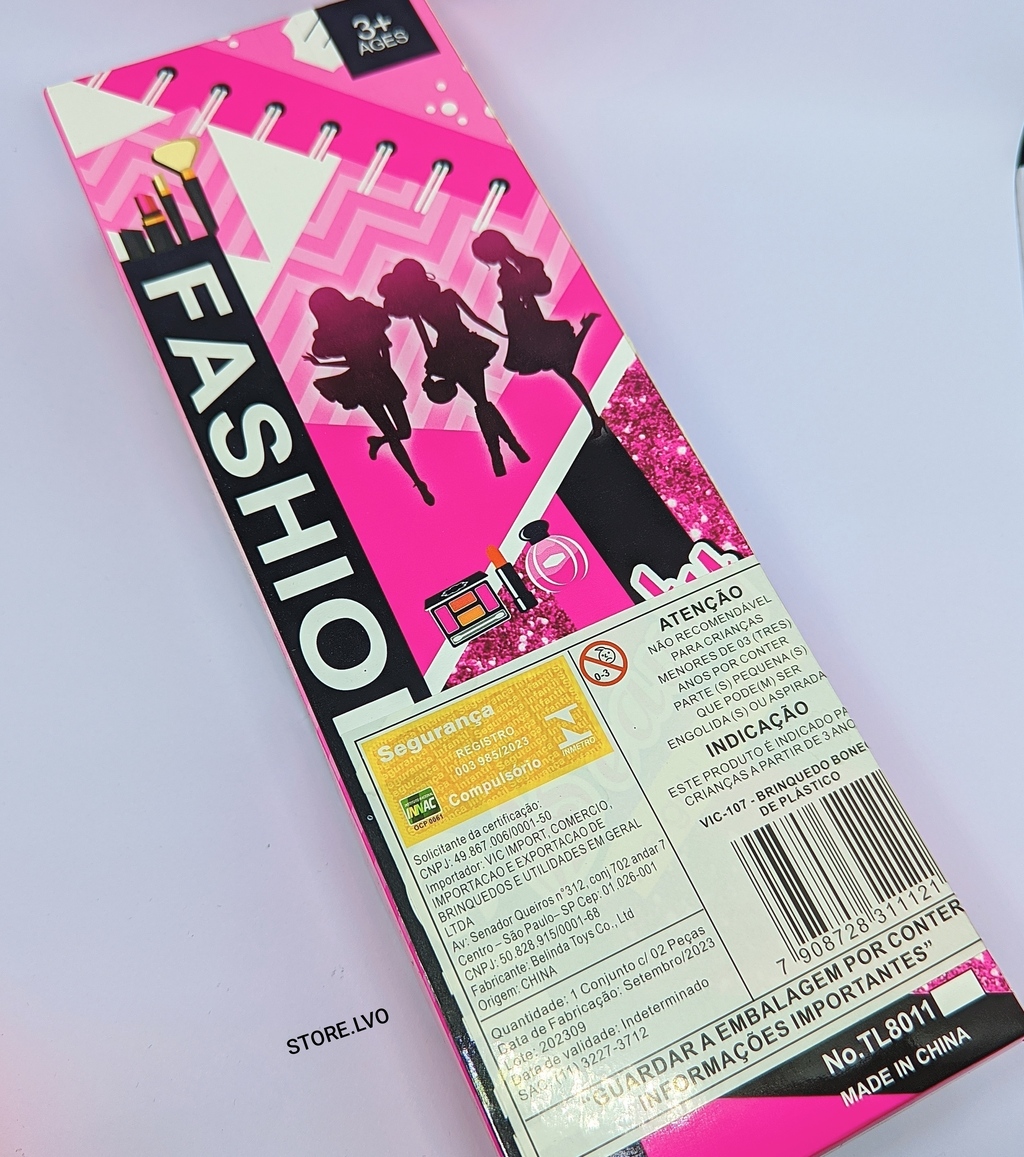 3+
AGES
FASHION
Segurança
REGISTRO
003 985/2023
Compulsório
INMETRO
INNAC
OCP 0061
0-3
Solicitante da certificação:
CNPJ: 49.867.006/0001-50
Importador: VIC IMPORT, COMERCIO,
IMPORTACAO E EXPORTACAO DE
BRINQUEDOS E UTILIDADES EM GERAL
LTDA
Av: Senador Queiros nº312, conj 702 andar 7
Centro – São Paulo– SP Cep: 01.026-001
CNPJ: 50.828.915/0001-68
Fabricante: Belinda Toys Co., Ltd
Origem: CHINA
Quantidade: 1 Conjunto c/ 02 Peças
Data de Fabricação: Setembro/2023
Lote: 202309
Data de validade: Indeterminado
SAC: (11) 3227-3712
ATENÇÃO
NÃO RECOMENDÁVEL
PARA CRIANÇAS
MENORES DE 03 (TRES)
ANOS POR CONTER
PARTE (S) PEQUENA(S)
QUE PODE(M) SER
ENGOLIDA (S) OU ASPIRADA
INDICAÇÃO
ESTE PRODUTO É INDICADO PA
CRIANÇAS A PARTIR DE 3 ANO
VIC-107 - BRINQUEDO BONE
DE PLÁSTICO
7 908728 311121
"GUARDAR A EMBALAGEM POR CONTER
INFORMAÇÕES IMPORTANTES"
No.TL8011
MADE IN CHINA
STORE.LVO